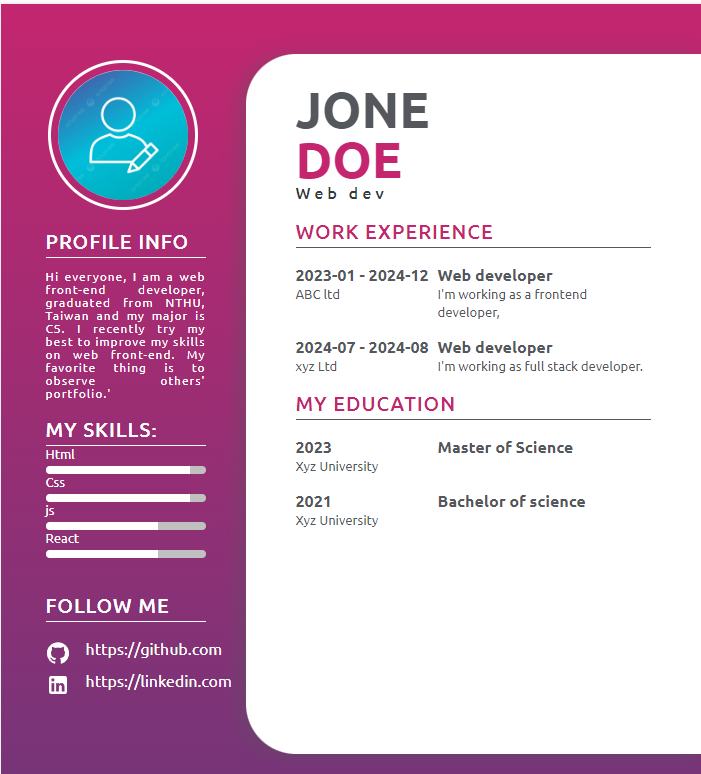 JONE
DOE
Web dev
PROFILE INFO
Hi everyone, I am a web
front-end developer,
graduated from NTHU,
Taiwan and my major is
CS. I recently try my
best to improve my skills
on web front-end. My
favorite thing is to
observe others'
portfolio.'
MY SKILLS:
Html
Css
js
React
FOLLOW ME
https://github.com
https://linkedin.com
WORK EXPERIENCE
2023-01 - 2024-12 Web developer
ABC ltd I'm working as a frontend
developer,
2024-07 - 2024-08 Web developer
xyz Ltd I'm working as full stack developer.
MY EDUCATION
2023 Master of Science
Xyz University
2021 Bachelor of science
Xyz University